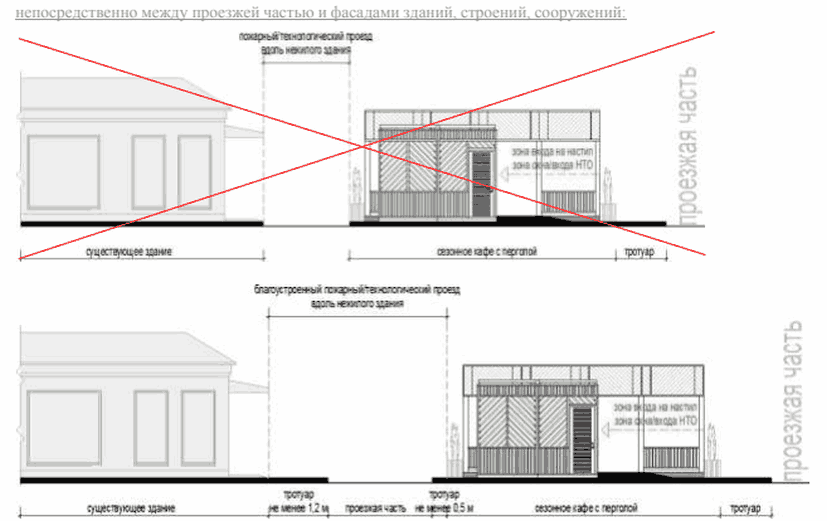 непосредственно между проезжей частью и фасадами зданий, строений, сооружений:
пожарный/технологический проезд
вдоль нежилого здания
проезжая часть
зона входа на настил
зона окна/входа НТО
существующее здание
сезонное кафе с перголой
тротуар
благоустроенный пожарный/технологический проезд
вдоль нежилого здания
проезжая часть
зона входа на настил
зона окна/входа НТО
тротуар
не менее 1,2 м
тротуар
не менее 0,5 м
существующее здание
проезжая часть
сезонное кафе с перголой
тротуар